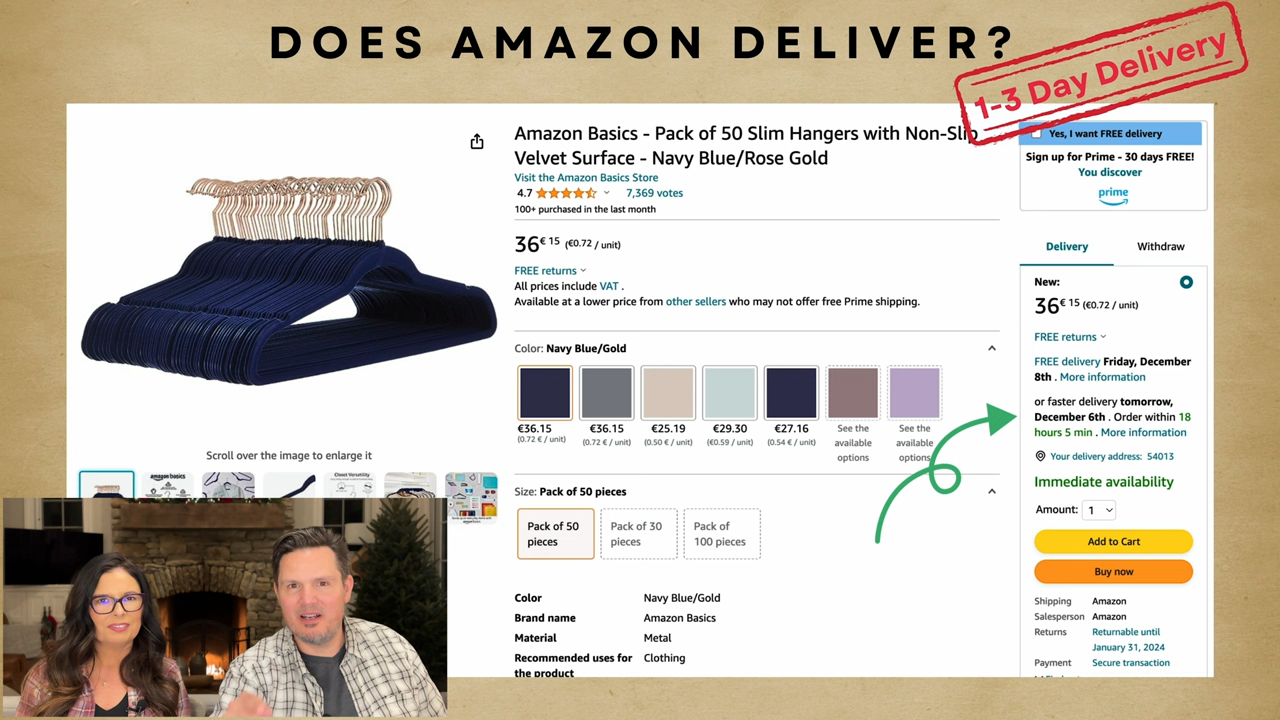 DOES AMAZON DELIVER?
1-3 Day Delivery
Amazon Basics - Pack of 50 Slim Hangers with Non-Slip
Velvet Surface - Navy Blue/Rose Gold
Visit the Amazon Basics Store
4.7 7,369 votes
100+ purchased in the last month
36€ 15 (€0.72 / unit)
FREE returns
All prices include VAT .
Available at a lower price from other sellers who may not offer free Prime shipping.
Color: Navy Blue/Gold
€36.15 €36.15 €25.19 €29.30 €27.16 See the See the
(0.72 € / unit) (0.72 € / unit) (0.50 € / unit) (€0.59 / unit) (0.54 € / unit) available available
options options
Size: Pack of 50 pieces
Pack of 50 Pack of 30 Pack of
pieces pieces 100 pieces
Color Navy Blue/Gold
Brand name Amazon Basics
Material Metal
Recommended uses for Clothing
the product
Scroll over the image to enlarge it
amazon basics
Closet Versatility
Yes, I want FREE delivery
Sign up for Prime - 30 days FREE!
You discover
prime
Delivery Withdraw
New:
36€ 15 (€0.72 / unit)
FREE returns
FREE delivery Friday, December
8th . More information
or faster delivery tomorrow,
December 6th . Order within 18
hours 5 min . More information
Your delivery address: 54013
Immediate availability
Amount: 1
Add to Cart
Buy now
Shipping Amazon
Salesperson Amazon
Returns Returnable until
January 31, 2024
Payment Secure transaction